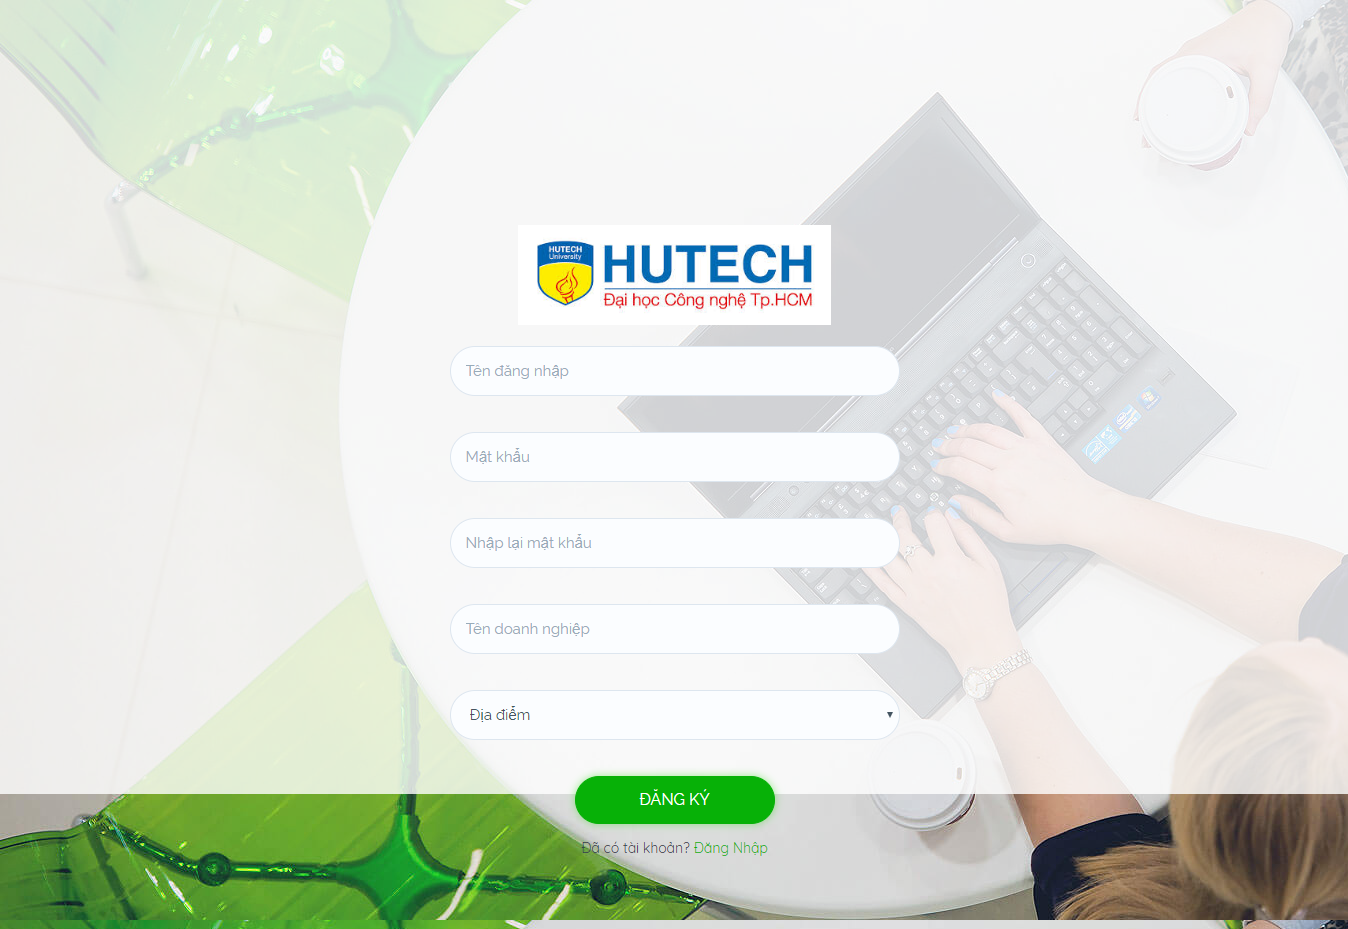 HUTECH
University
HUTECH
Đại học Công nghệ Tp.HCM
Tên đăng nhập
Mật khẩu
Nhập lại mật khẩu
Tên doanh nghiệp
Địa điểm
ĐĂNG KÝ
Đã có tài khoản? Đăng Nhập